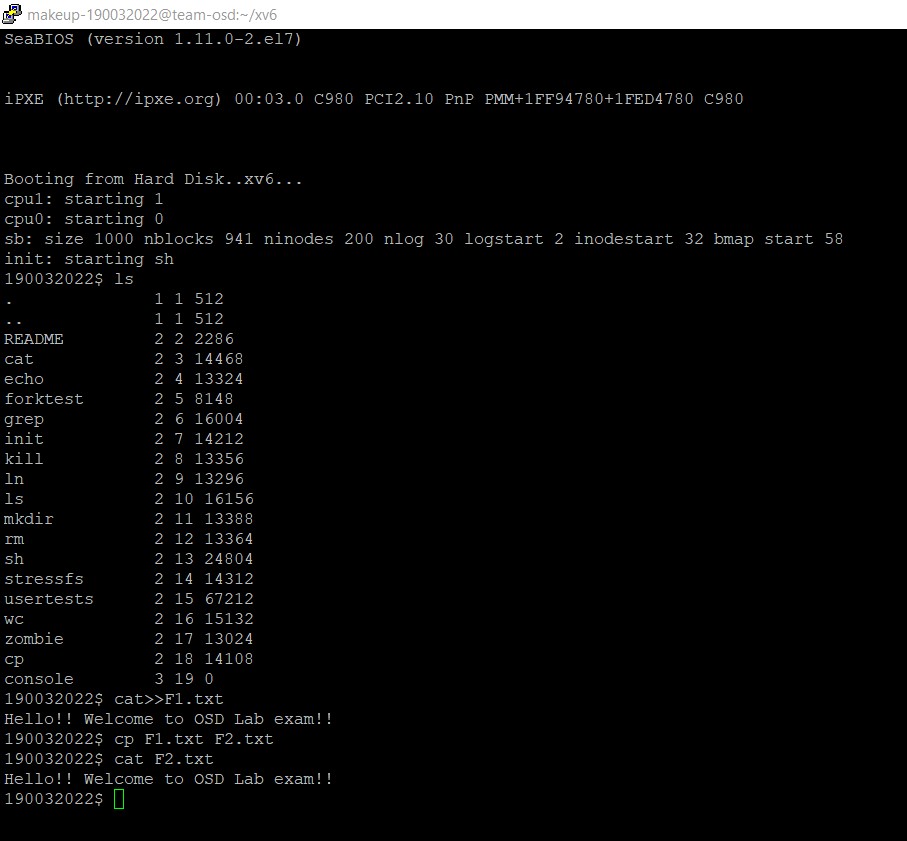 makeup-190032022@team-osd:~/xv6
SeaBIOS (version 1.11.0-2.el7)
iPXE (http://ipxe.org) 00:03.0 C980 PCI2.10 PnP PMM+1FF94780+1FED4780 C980
Booting from Hard Disk..xv6...
cpu1: starting 1
cpu0: starting 0
sb: size 1000 nblocks 941 ninodes 200 nlog 30 logstart 2 inodestart 32 bmap start 58
init: starting sh
190032022$ ls
.              1 1 512
..             1 1 512
README         2 2 2286
cat            2 3 14468
echo           2 4 13324
forktest       2 5 8148
grep           2 6 16004
init           2 7 14212
kill           2 8 13356
ln             2 9 13296
ls             2 10 16156
mkdir          2 11 13388
rm             2 12 13364
sh             2 13 24804
stressfs       2 14 14312
usertests      2 15 67212
wc             2 16 15132
zombie         2 17 13024
cp             2 18 14108
console        3 19 0
190032022$ cat>>F1.txt
Hello!! Welcome to OSD Lab exam!!
190032022$ cp F1.txt F2.txt
190032022$ cat F2.txt
Hello!! Welcome to OSD Lab exam!!
190032022$